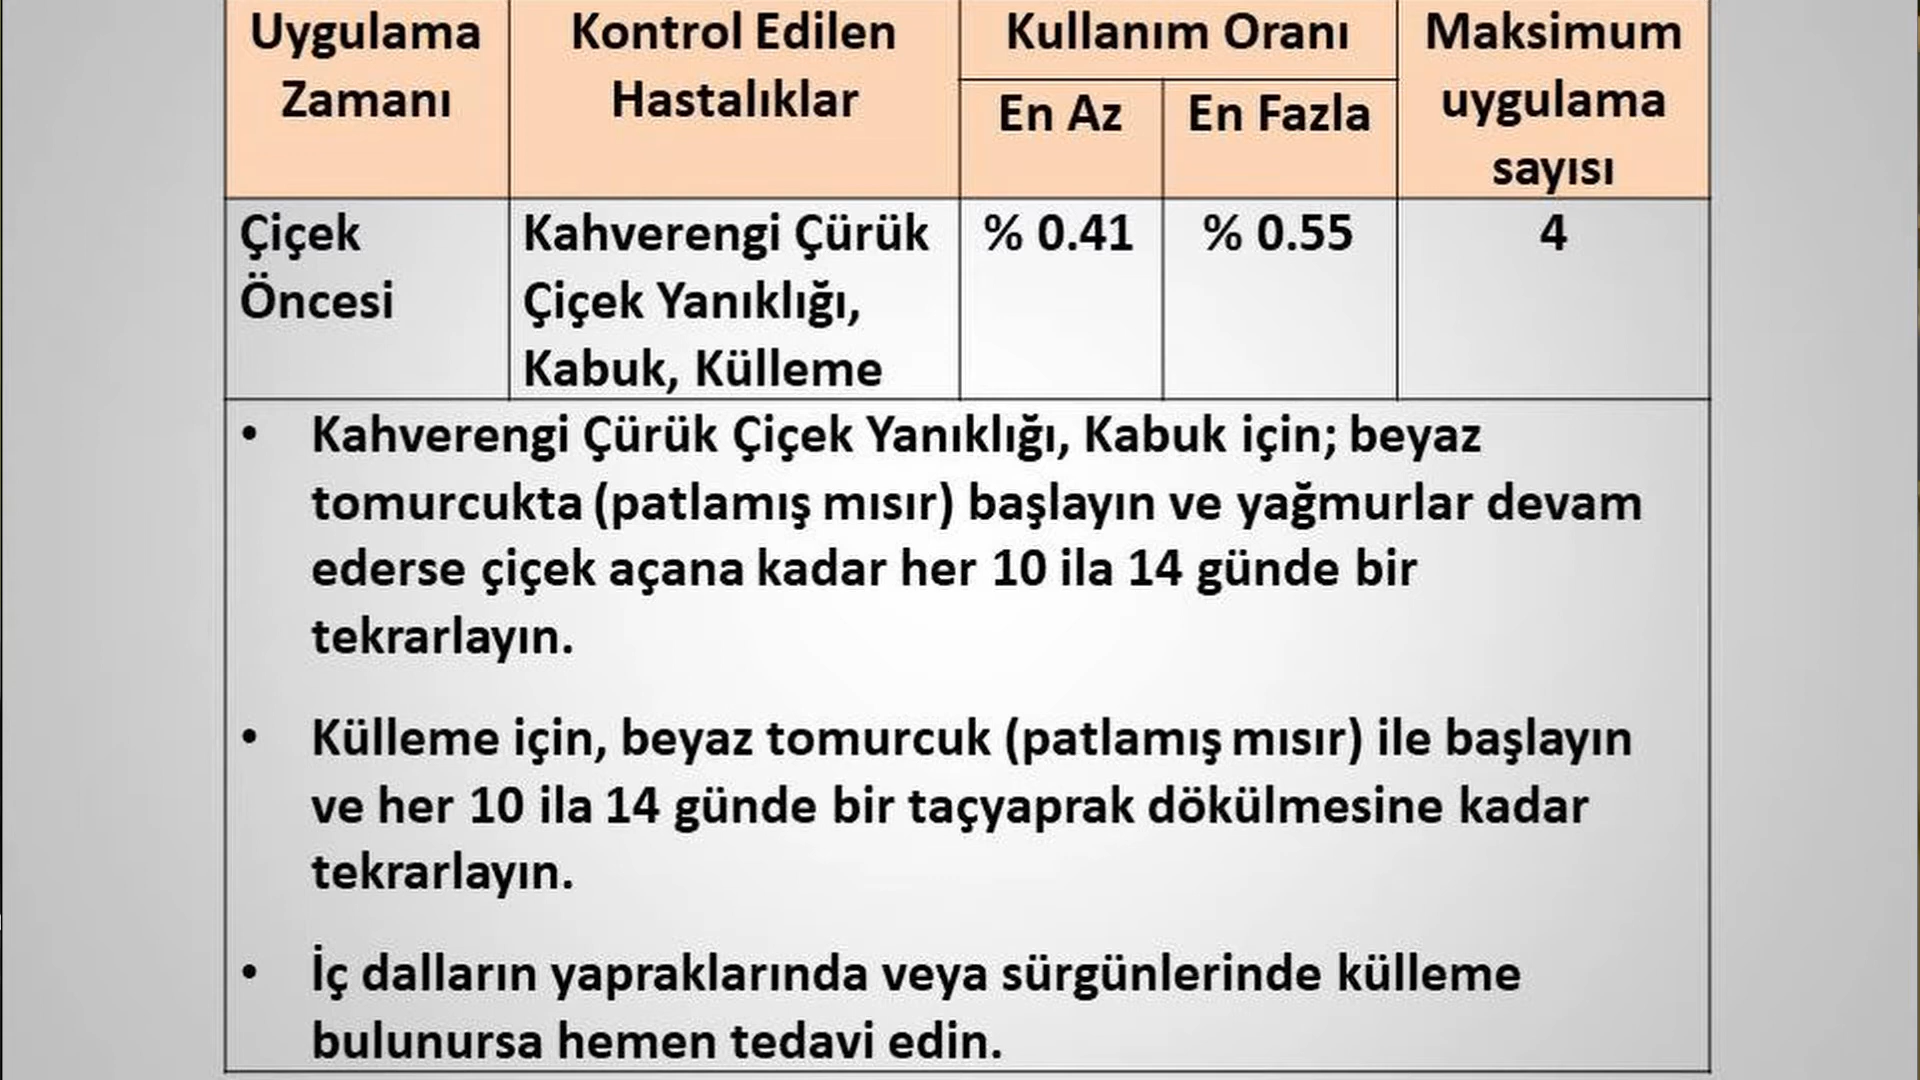 Uygulama Zamanı
Kontrol Edilen Hastalıklar
Kullanım Oranı
En Az
En Fazla
Maksimum uygulama sayısı
Çiçek Öncesi
Kahverengi Çürük
Çiçek Yanıklığı,
Kabuk, Külleme
% 0.41
% 0.55
4
• Kahverengi Çürük Çiçek Yanıklığı, Kabuk için; beyaz
tomurcukta (patlamış mısır) başlayın ve yağmurlar devam
ederse çiçek açana kadar her 10 ila 14 günde bir
tekrarlayın.
• Külleme için, beyaz tomurcuk (patlamış mısır) ile başlayın
ve her 10 ila 14 günde bir taçyaprak dökülmesine kadar
tekrarlayın.
• İç dalların yapraklarında veya sürgünlerinde külleme
bulunursa hemen tedavi edin.